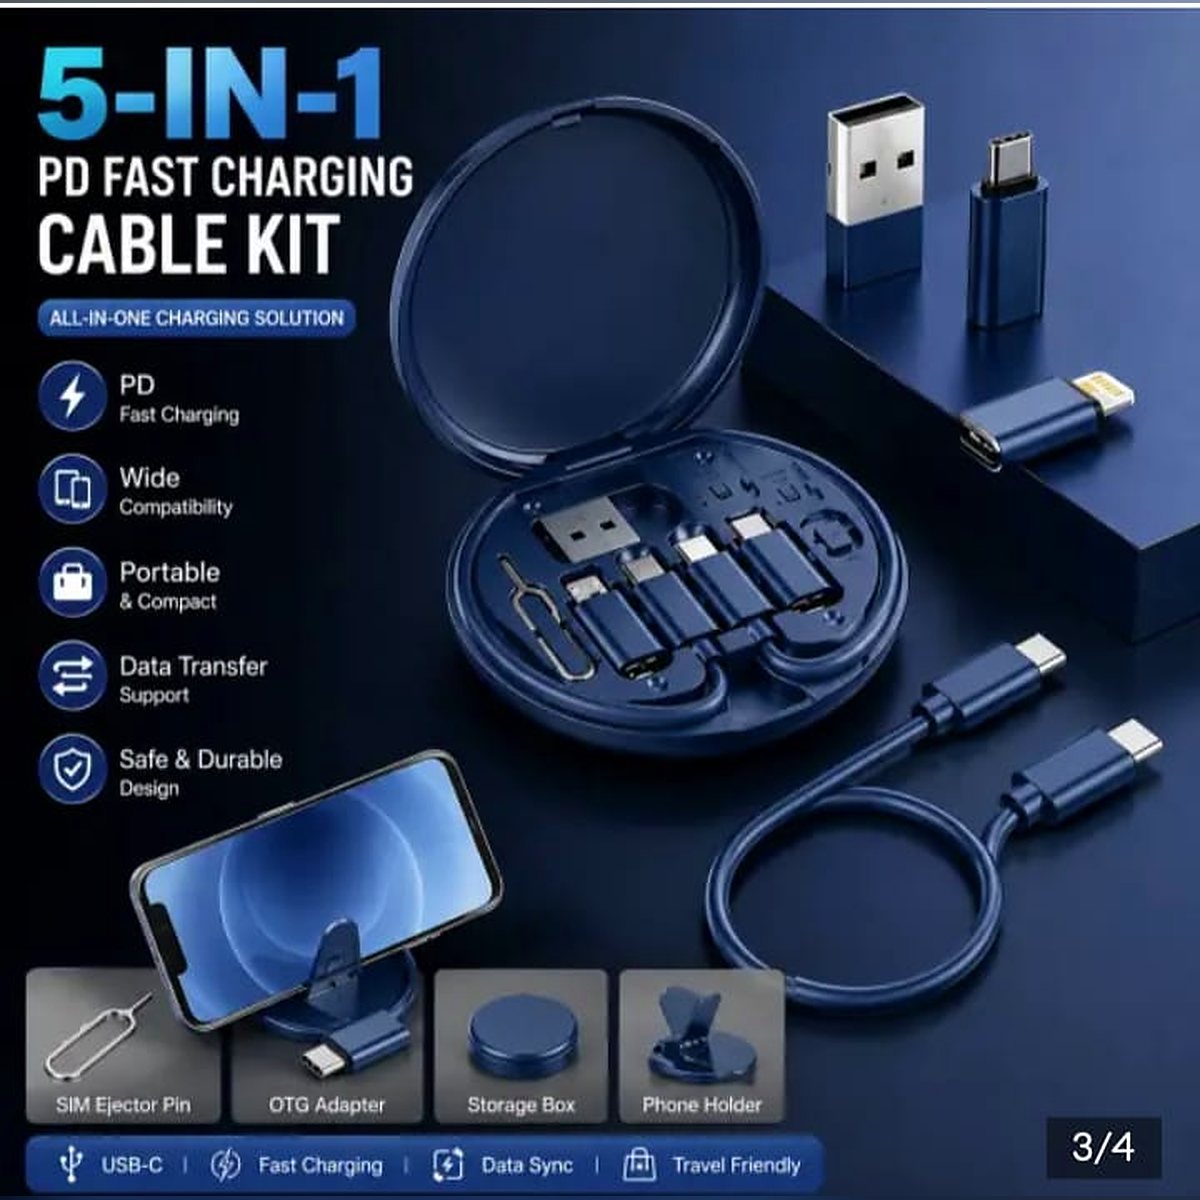 5-IN-1
PD FAST CHARGING
CABLE KIT
ALL-IN-ONE CHARGING SOLUTION
PD
Fast Charging
Wide
Compatibility
Portable
& Compact
Data Transfer
Support
Safe & Durable
Design
SIM Ejector Pin
OTG Adapter
Storage Box
Phone Holder
USB-C | Fast Charging | Data Sync | Travel Friendly
3/4